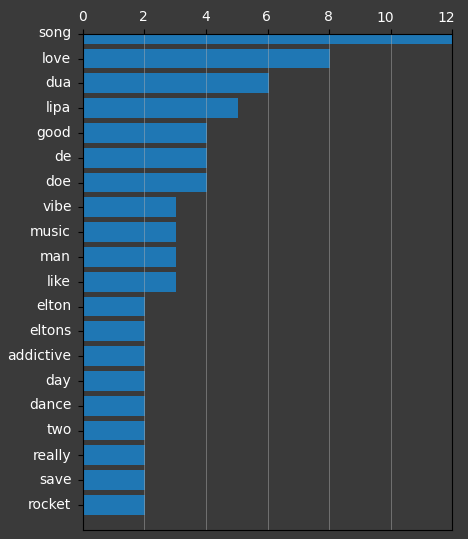 0 2 4 6 8 10 12
song
love
dua
lipa
good
de
doe
vibe
music
man
like
elton
eltons
addictive
day
dance
two
really
save
rocket